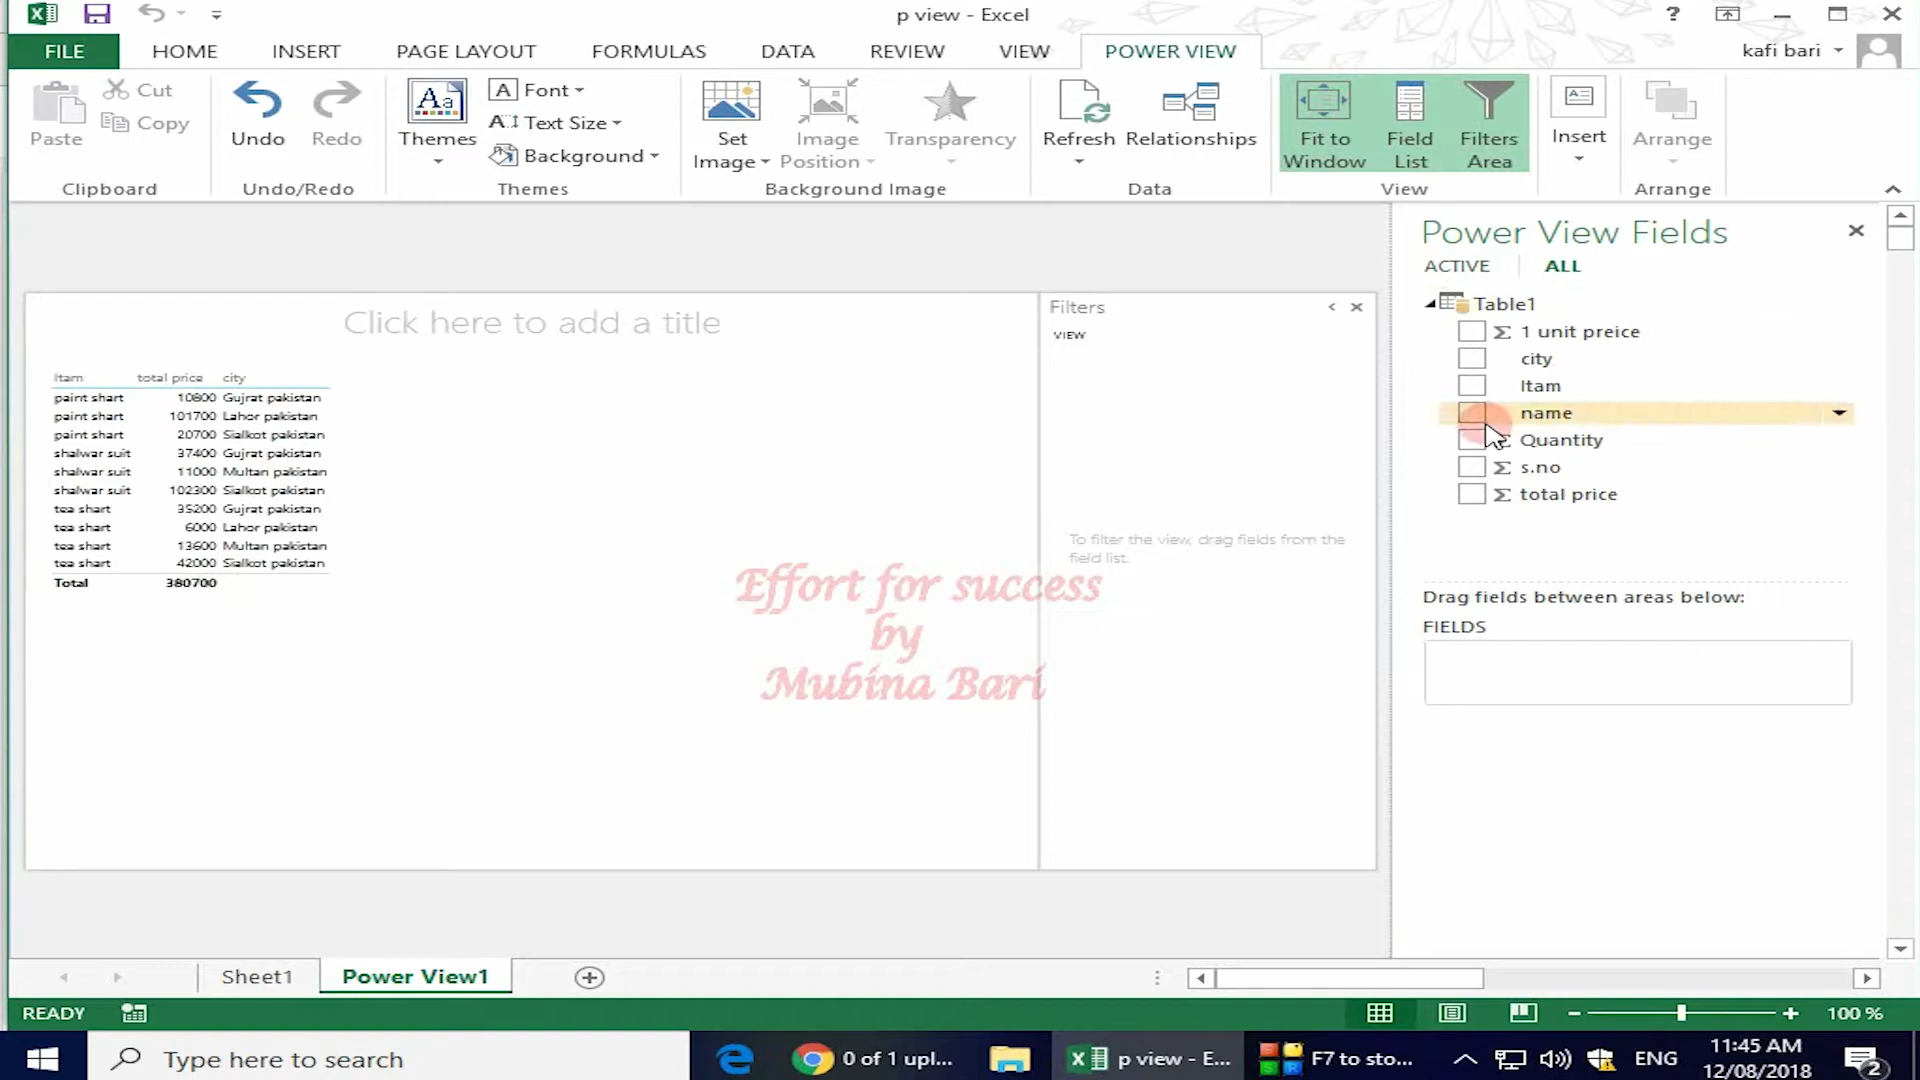 p view - Excel
?
FILE
HOME
INSERT
PAGE LAYOUT
FORMULAS
DATA
REVIEW
VIEW
POWER VIEW
kafi bari
Paste
Cut
Copy
Clipboard
Undo
Redo
Undo/Redo
Aa
Themes
A Font
A Text Size
Background
Themes
Set
Image
Image
Position
Transparency
Background Image
Refresh
Relationships
Data
Fit to
Window
Field
List
Filters
Area
View
Insert
Arrange
Arrange
Click here to add a title
Itam total price city
paint shart 10800 Gujrat pakistan
paint shart 101700 Lahor pakistan
paint shart 20700 Sialkot pakistan
shalwar suit 37400 Gujrat pakistan
shalwar suit 11000 Multan pakistan
shalwar suit 102300 Sialkot pakistan
tea shart 35200 Gujrat pakistan
tea shart 6000 Lahor pakistan
tea shart 13600 Multan pakistan
tea shart 42000 Sialkot pakistan
Total 380700
Filters
VIEW
To filter the view, drag fields from the
field list.
Effort for success
by
Mubina Bari
Power View Fields
ACTIVE
ALL
Table1
Σ 1 unit preice
city
Itam
name
Σ Quantity
Σ s.no
Σ total price
Drag fields between areas below:
FIELDS
Sheet1
Power View1
READY
100 %
Type here to search
0 of 1 upl...
p view - E...
F7 to sto...
ENG
11:45 AM
12/08/2018
2